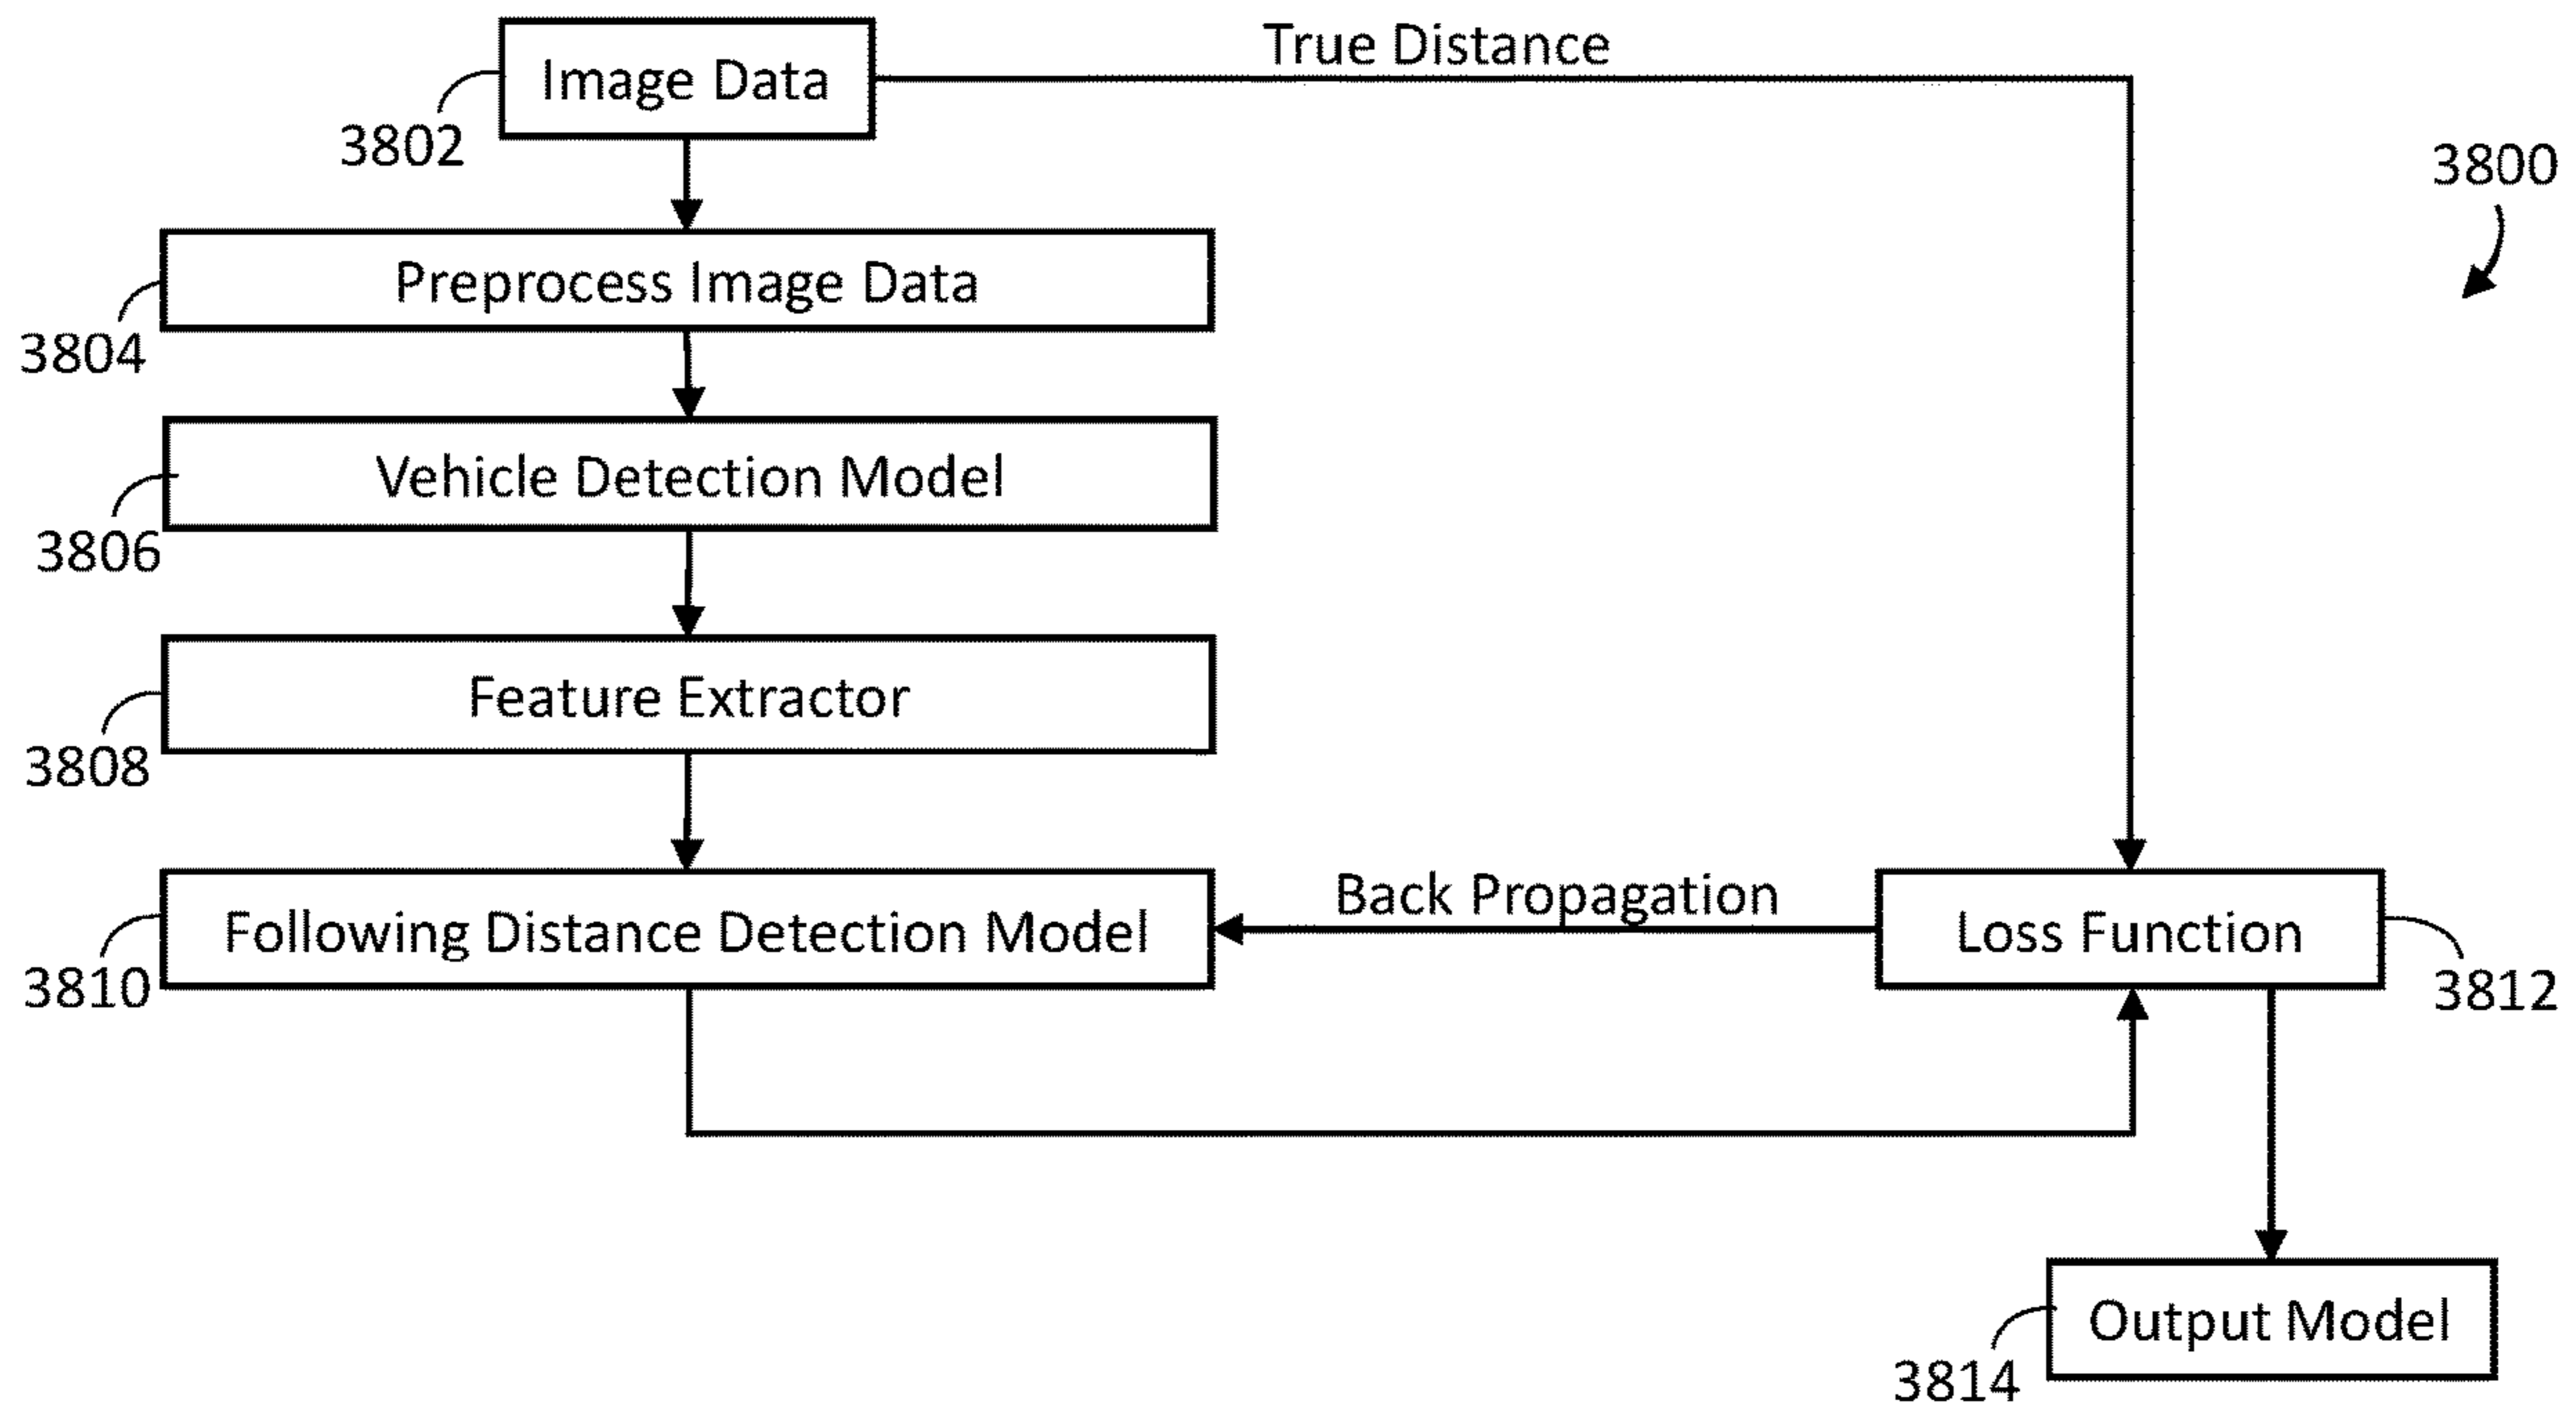 True Distance
Image Data
3802
3800
Preprocess Image Data
3804
Vehicle Detection Model
3806
Feature Extractor
3808
Back Propagation
Following Distance Detection Model
Loss Function
3810
3812
Output Model
3814